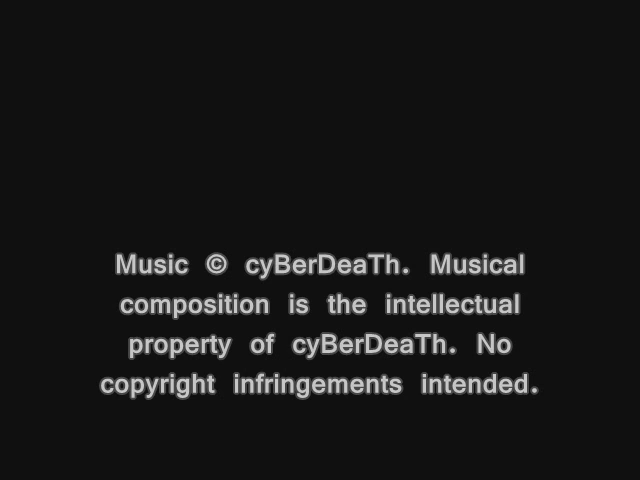 Music © cyBerDeaTh. Musical
composition is the intellectual
property of cyBerDeaTh. No
copyright infringements intended.